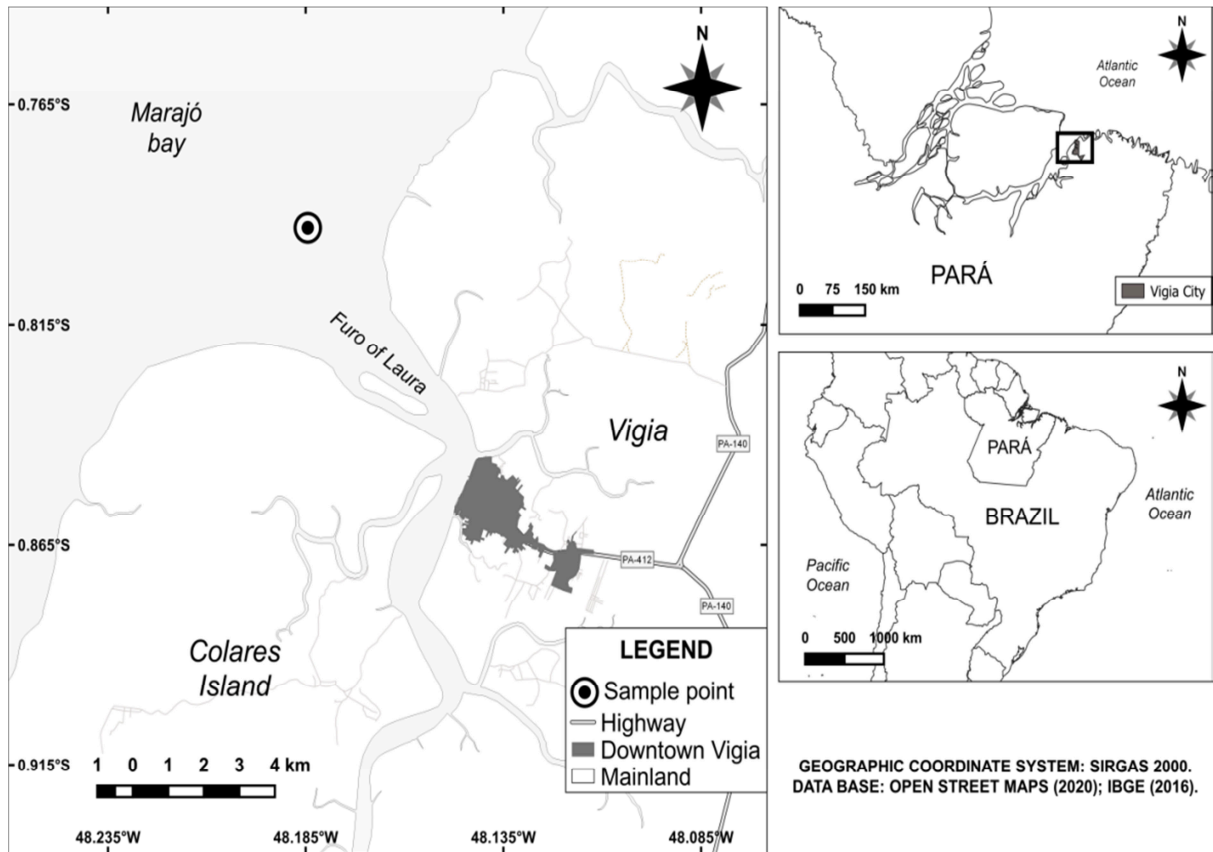 N
0.765°S
Marajó
bay
0.815°S
Furo of Laura
Vigia
PA-140
0.865°S
PA-412
PA-140
Colares
Island
LEGEND
Sample point
Highway
Downtown Vigia
Mainland
0.915°S
1 0 1 2 3 4 km
48.235°W 48.185°W 48.135°W 48.085°W
N
Atlantic
Ocean
PARÁ
0 75 150 km
Vigia City
N
PARÁ
Atlantic
Ocean
BRAZIL
Pacific
Ocean
0 500 1000 km
GEOGRAPHIC COORDINATE SYSTEM: SIRGAS 2000.
DATA BASE: OPEN STREET MAPS (2020); IBGE (2016).